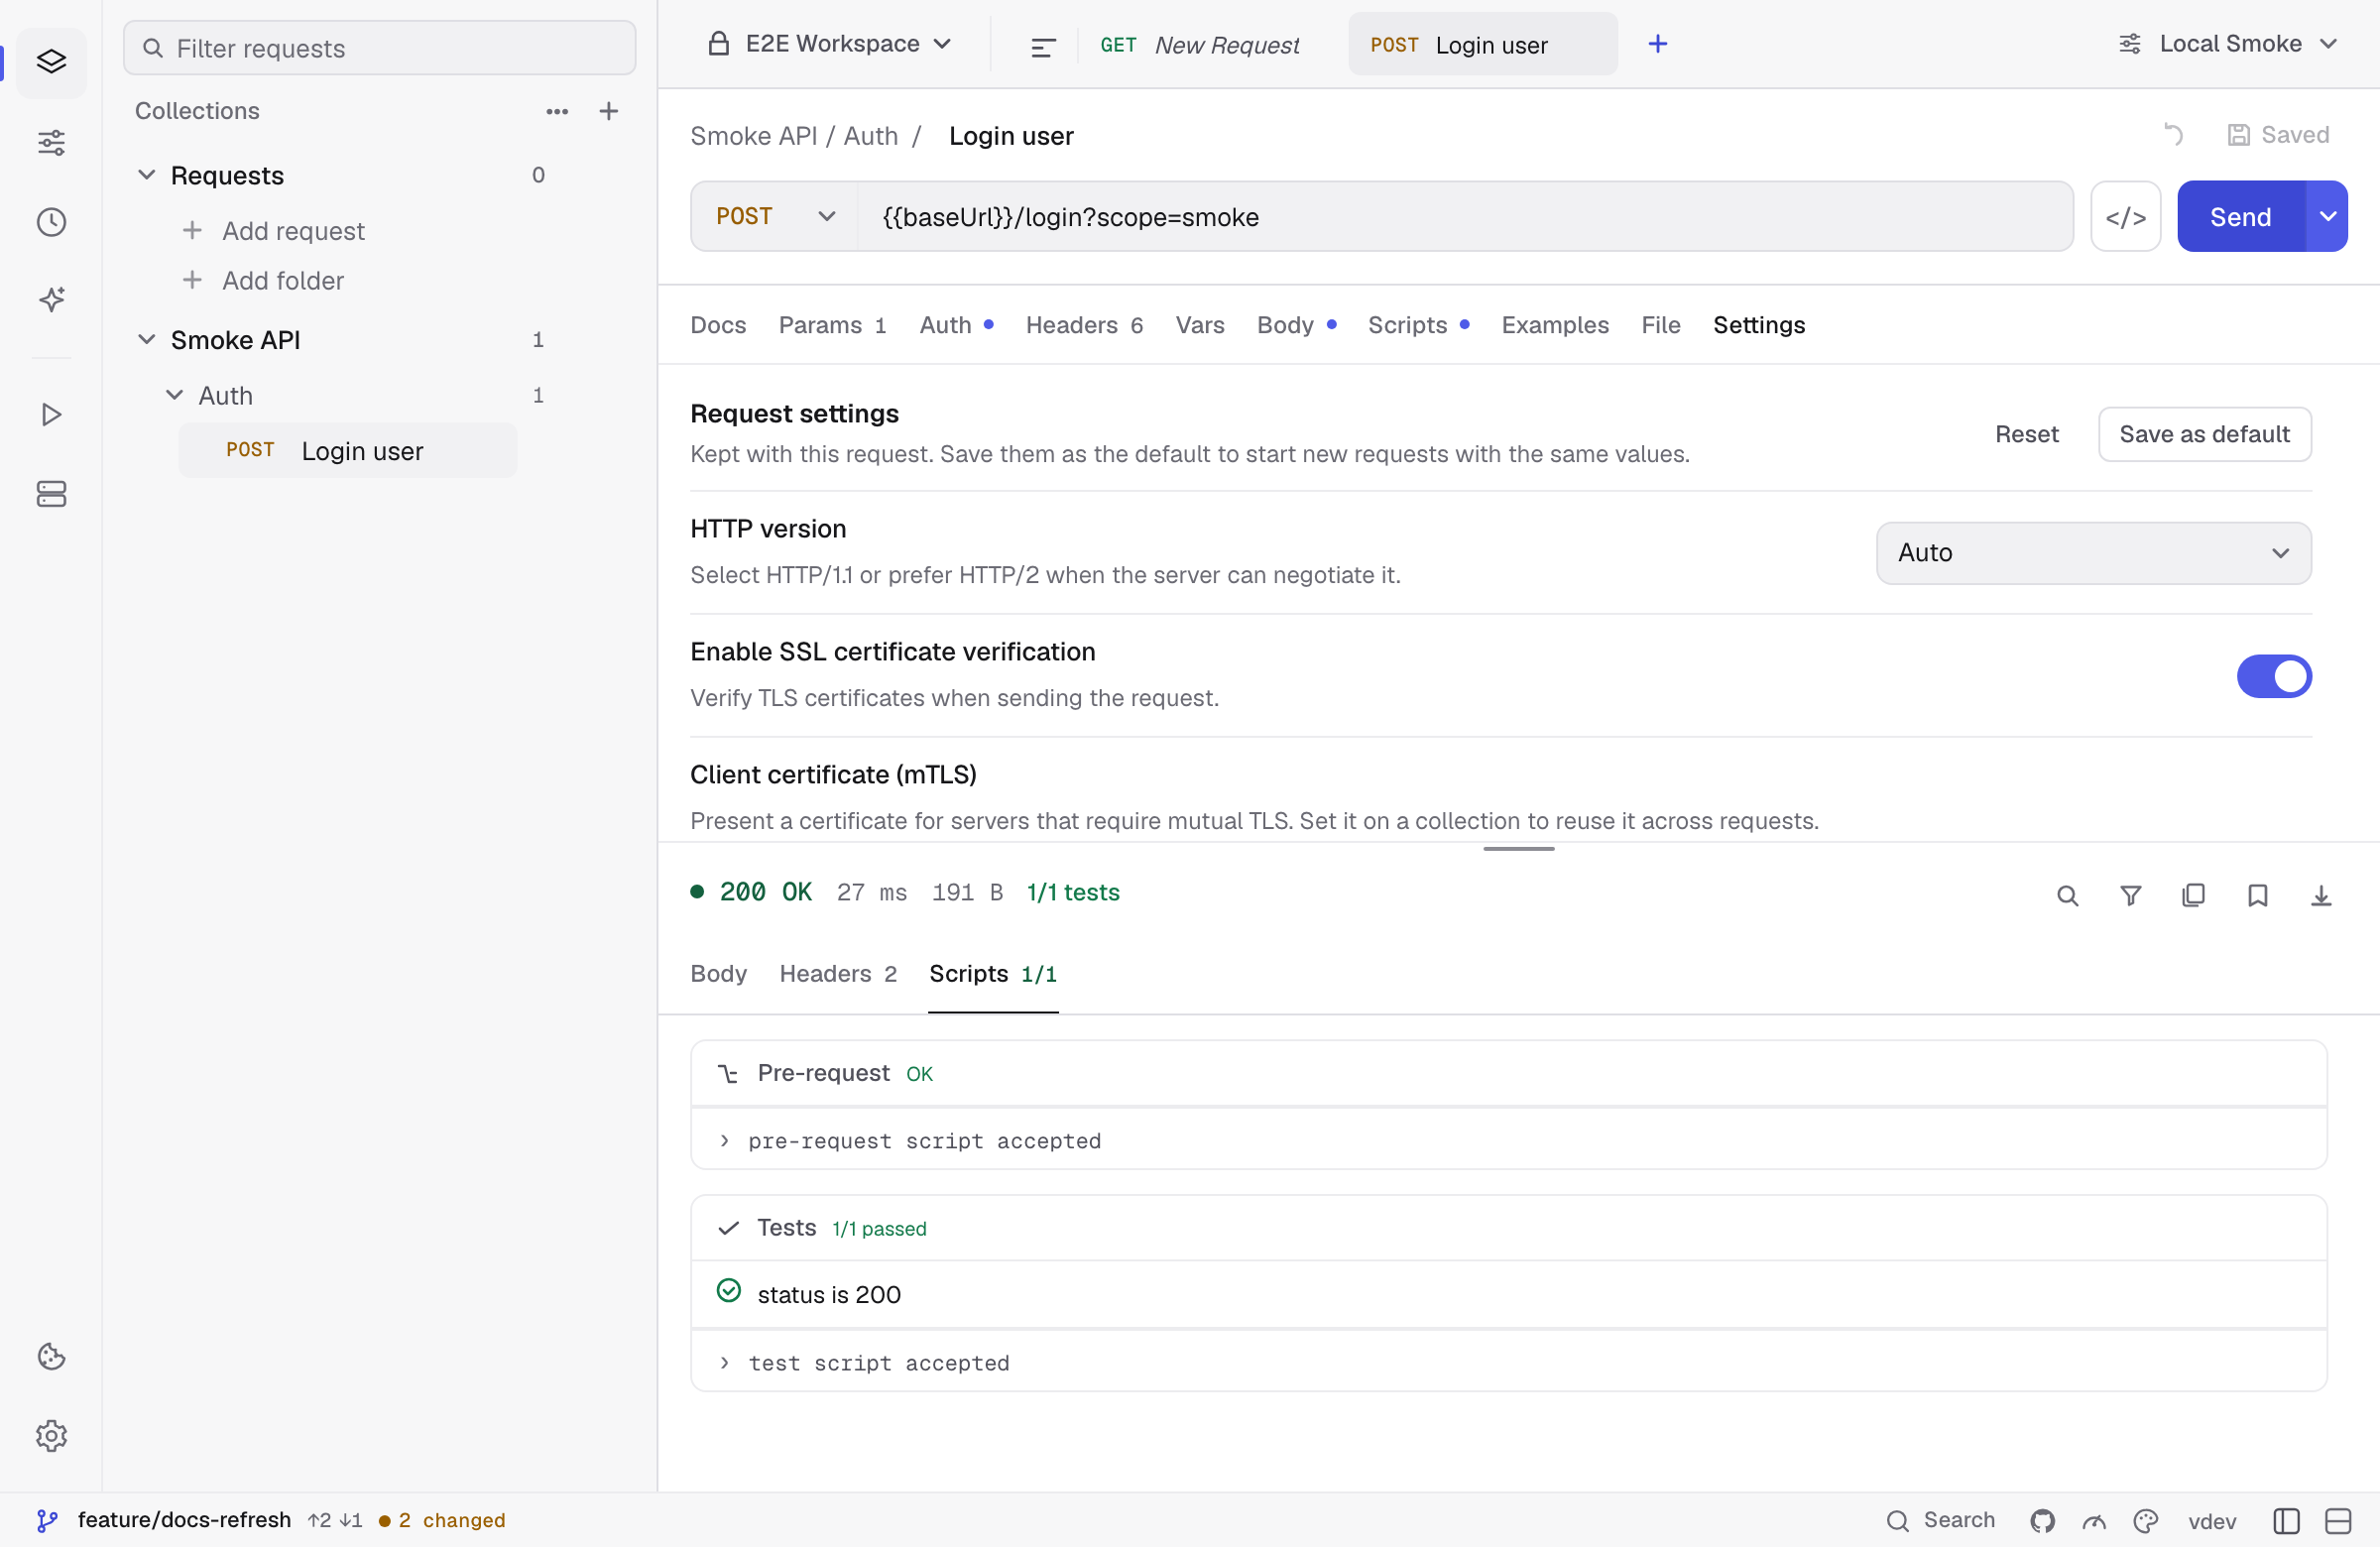 Filter requests
Collections
Requests 0
Add request
Add folder
Smoke API 1
Auth 1
POST Login user
E2E Workspace
GET New Request
POST Login user
Local Smoke
Smoke API / Auth / Login user
Saved
POST {{baseUrl}}/login?scope=smoke
</>
Send
Docs Params 1 Auth Headers 6 Vars Body Scripts Examples File Settings
Request settings
Kept with this request. Save them as the default to start new requests with the same values.
Reset
Save as default
HTTP version
Select HTTP/1.1 or prefer HTTP/2 when the server can negotiate it.
Auto
Enable SSL certificate verification
Verify TLS certificates when sending the request.
Client certificate (mTLS)
Present a certificate for servers that require mutual TLS. Set it on a collection to reuse it across requests.
200 OK 27 ms 191 B 1/1 tests
Body Headers 2 Scripts 1/1
Pre-request OK
› pre-request script accepted
Tests 1/1 passed
status is 200
› test script accepted
feature/docs-refresh ↑2 ↓1 2 changed
Search
vdev